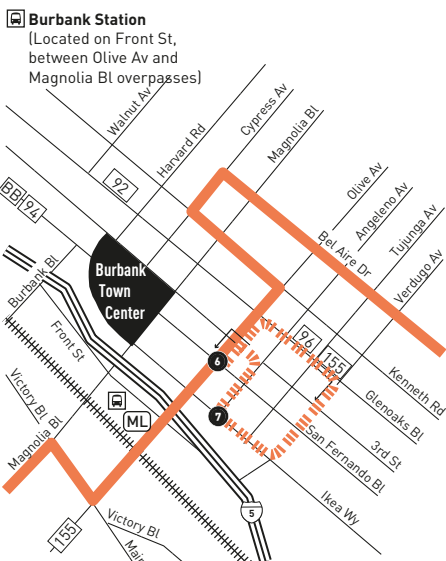 Burbank Station
(Located on Front St,
between Olive Av and
Magnolia Bl overpasses)
Walnut Av
Harvard Rd
Cypress Av
Magnolia Bl
92
BB
94
Olive Av
Angeleno Av
Tujunga Av
Verdugo Av
Bel Aire Dr
Burbank Bl
Burbank
Town
Center
Front St
96
155
6
7
Kenneth Rd
Glenoaks Bl
3rd St
San Fernando Bl
Ikea Wy
Victory Bl
Magnolia Bl
ML
5
155
Victory Bl
Main